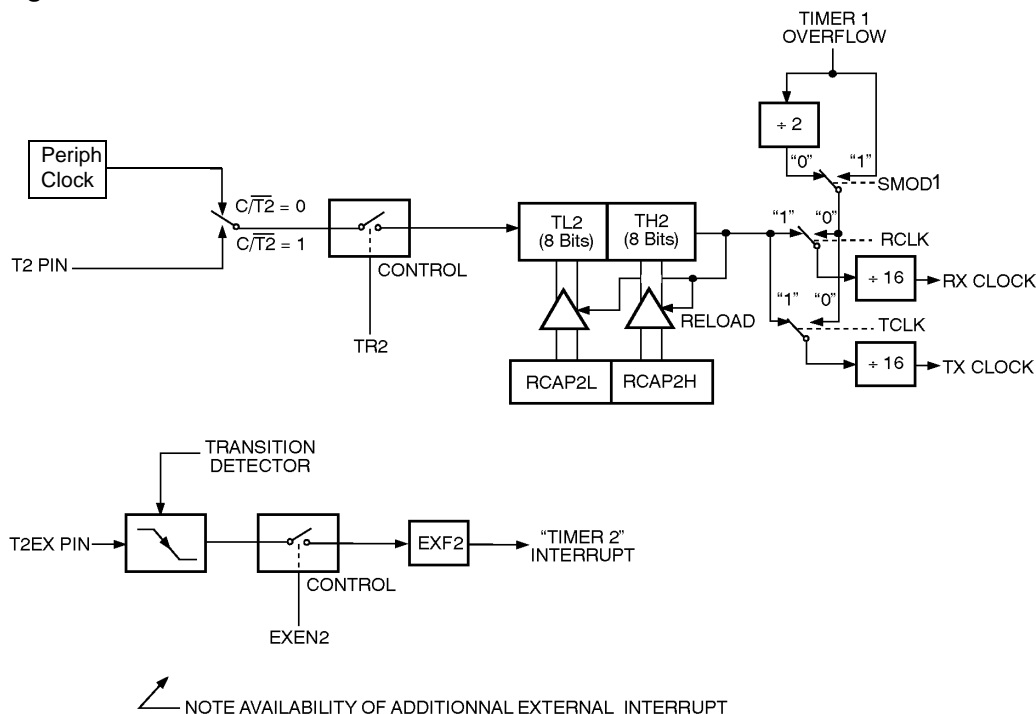 TIMER 1
OVERFLOW
÷ 2
"0" "1"
SMOD1
Periph
Clock
C/T2 = 0
C/T2 = 1
T2 PIN
CONTROL
TR2
TL2
(8 Bits)
TH2
(8 Bits)
RELOAD
RCAP2L
RCAP2H
"1" "0"
RCLK
÷ 16
RX CLOCK
"1" "0"
TCLK
÷ 16
TX CLOCK
TRANSITION
DETECTOR
T2EX PIN
CONTROL
EXEN2
EXF2
"TIMER 2"
INTERRUPT
NOTE AVAILABILITY OF ADDITIONNAL EXTERNAL INTERRUPT